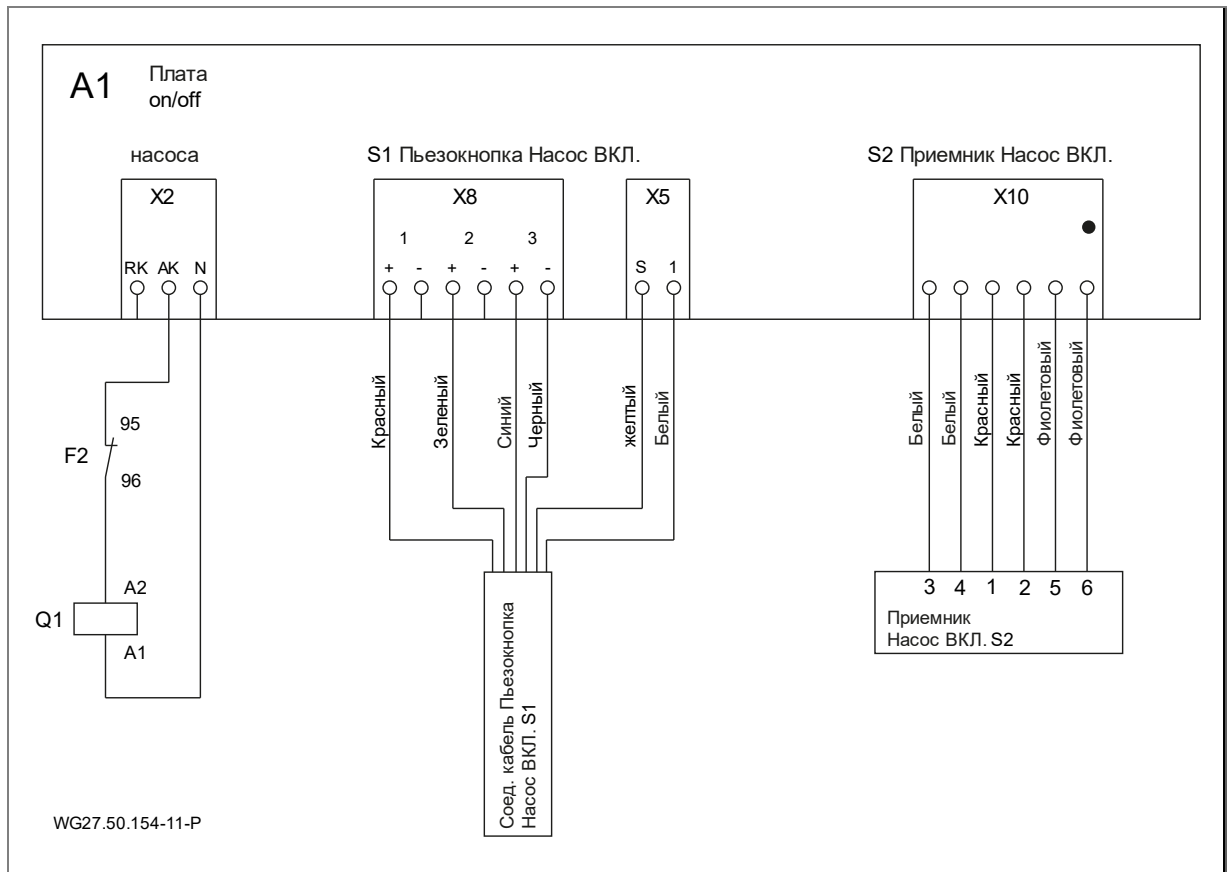 A1 Плата
on/off
насоса
S1 Пьезокнопка Насос ВКЛ.
S2 Приемник Насос ВКЛ.
X2
X8
X5
X10
1 2 3
RK AK N
+ - + - + -
S 1
Красный
Зеленый
Синий
Черный
желтый
Белый
Белый
Белый
Красный
Красный
Фиолетовый
Фиолетовый
95
F2
96
A2
Q1
A1
3 4 1 2 5 6
Приемник
Насос ВКЛ. S2
Соед. кабель Пьезокнопка
Насос ВКЛ. S1
WG27.50.154-11-P